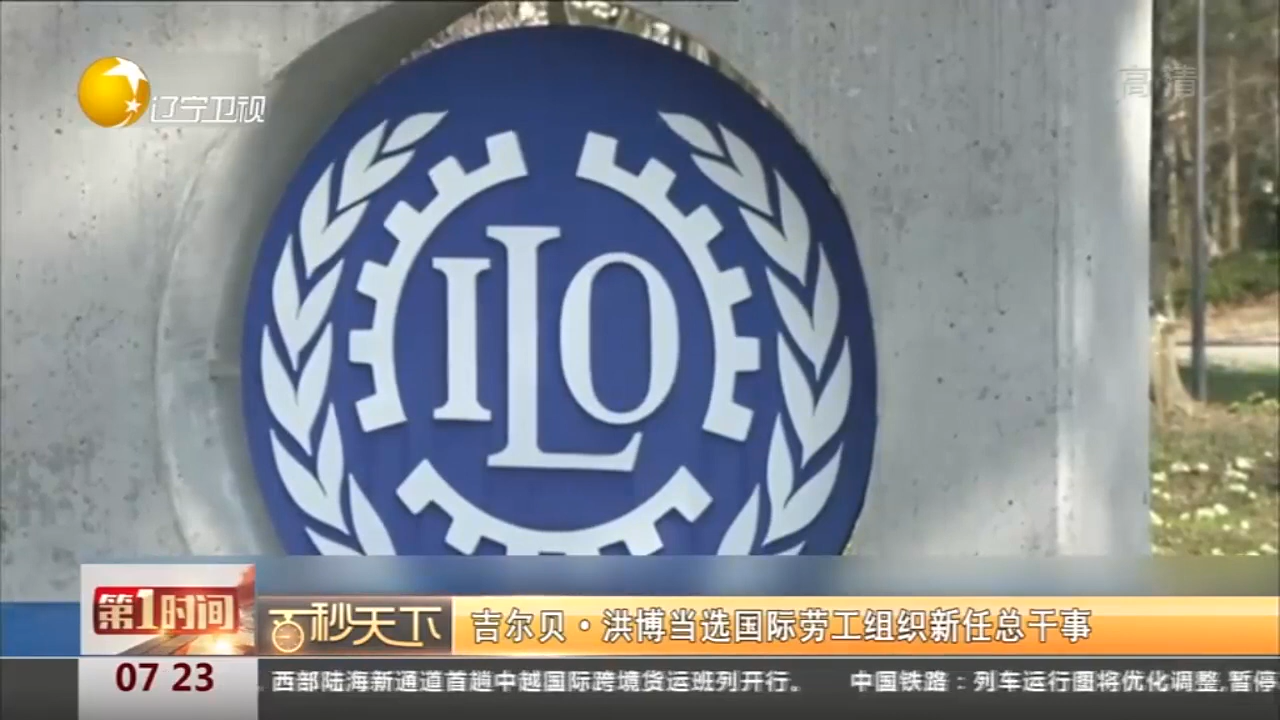 辽宁卫视
高清
ILO
第1时间
百秒天下
吉尔贝·洪博当选国际劳工组织新任总干事
07 23
西部陆海新通道首趟中越国际跨境货运班列开行。 中国铁路：列车运行图将优化调整,暂停